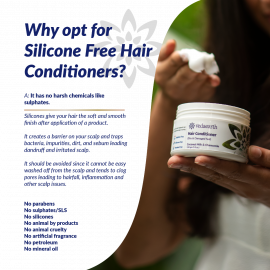 Why opt for
Silicone Free Hair
Conditioners?
A: It has no harsh chemicals like
sulphates.
Silicones give your hair the soft and smooth
finish after application of a product.
It creates a barrier on your scalp and traps
bacteria, impurities, dirt, and sebum leading
dandruff and irritated scalp.
It should be avoided since it cannot be easy
washed off from the scalp and tends to clog
pores leading to hairfall, inflammation and
other scalp issues.
No parabens
No sulphates/SLS
No silicones
No animal by products
No animal cruelty
No artificial fragrance
No petroleum
No mineral oil
Hair Conditioner